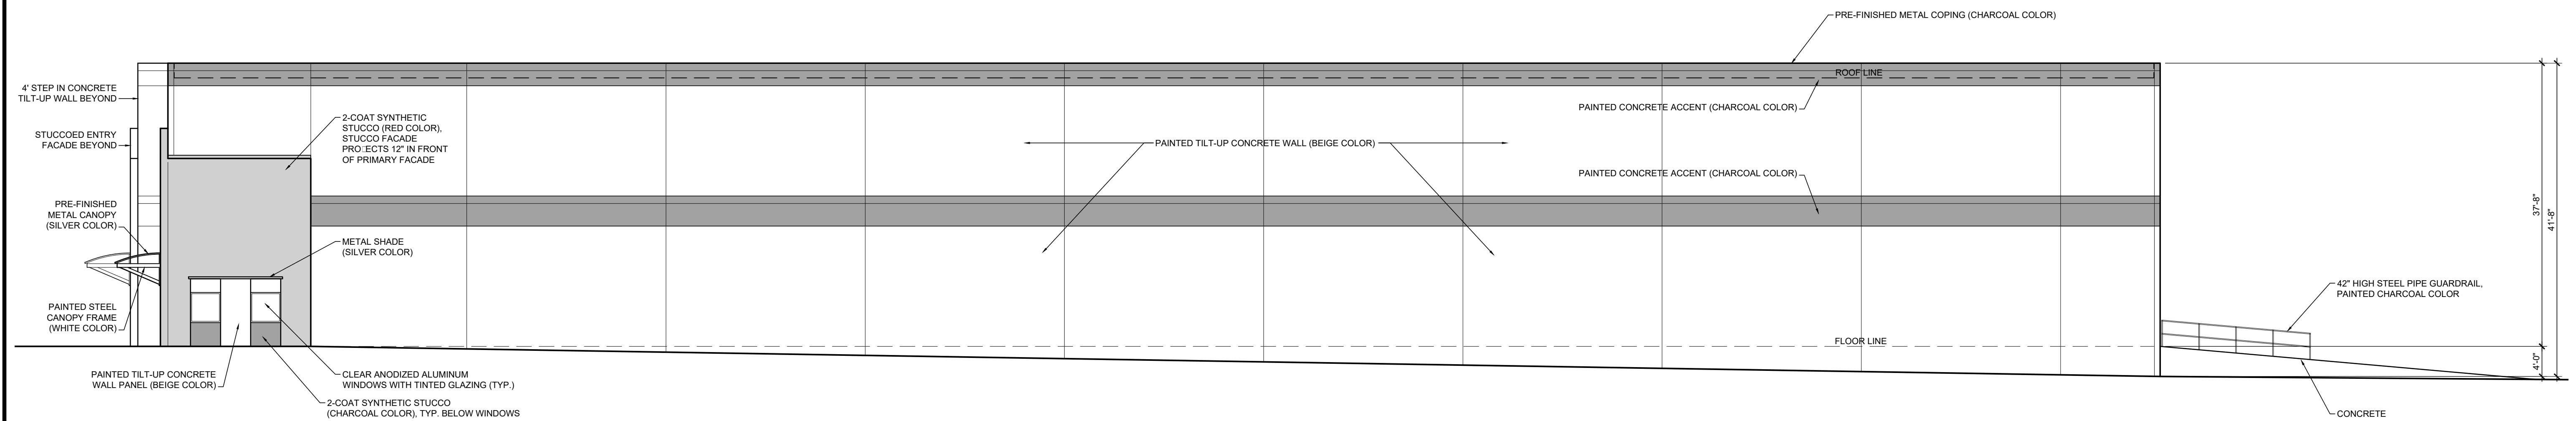 PRE-FINISHED METAL COPING (CHARCOAL COLOR)
ROOF LINE
4' STEP IN CONCRETE
TILT-UP WALL BEYOND
PAINTED CONCRETE ACCENT (CHARCOAL COLOR)
2-COAT SYNTHETIC
STUCCO (RED COLOR),
STUCCO FACADE
PRO□ECTS 12" IN FRONT
OF PRIMARY FACADE
STUCCOED ENTRY
FACADE BEYOND
PAINTED TILT-UP CONCRETE WALL (BEIGE COLOR)
PAINTED CONCRETE ACCENT (CHARCOAL COLOR)
PRE-FINISHED
METAL CANOPY
(SILVER COLOR)
37'-8"
41'-8"
METAL SHADE
(SILVER COLOR)
PAINTED STEEL
CANOPY FRAME
(WHITE COLOR)
42" HIGH STEEL PIPE GUARDRAIL,
PAINTED CHARCOAL COLOR
FLOOR LINE
4'-0"
PAINTED TILT-UP CONCRETE
WALL PANEL (BEIGE COLOR)
CLEAR ANODIZED ALUMINUM
WINDOWS WITH TINTED GLAZING (TYP.)
2-COAT SYNTHETIC STUCCO
(CHARCOAL COLOR), TYP. BELOW WINDOWS
CONCRETE